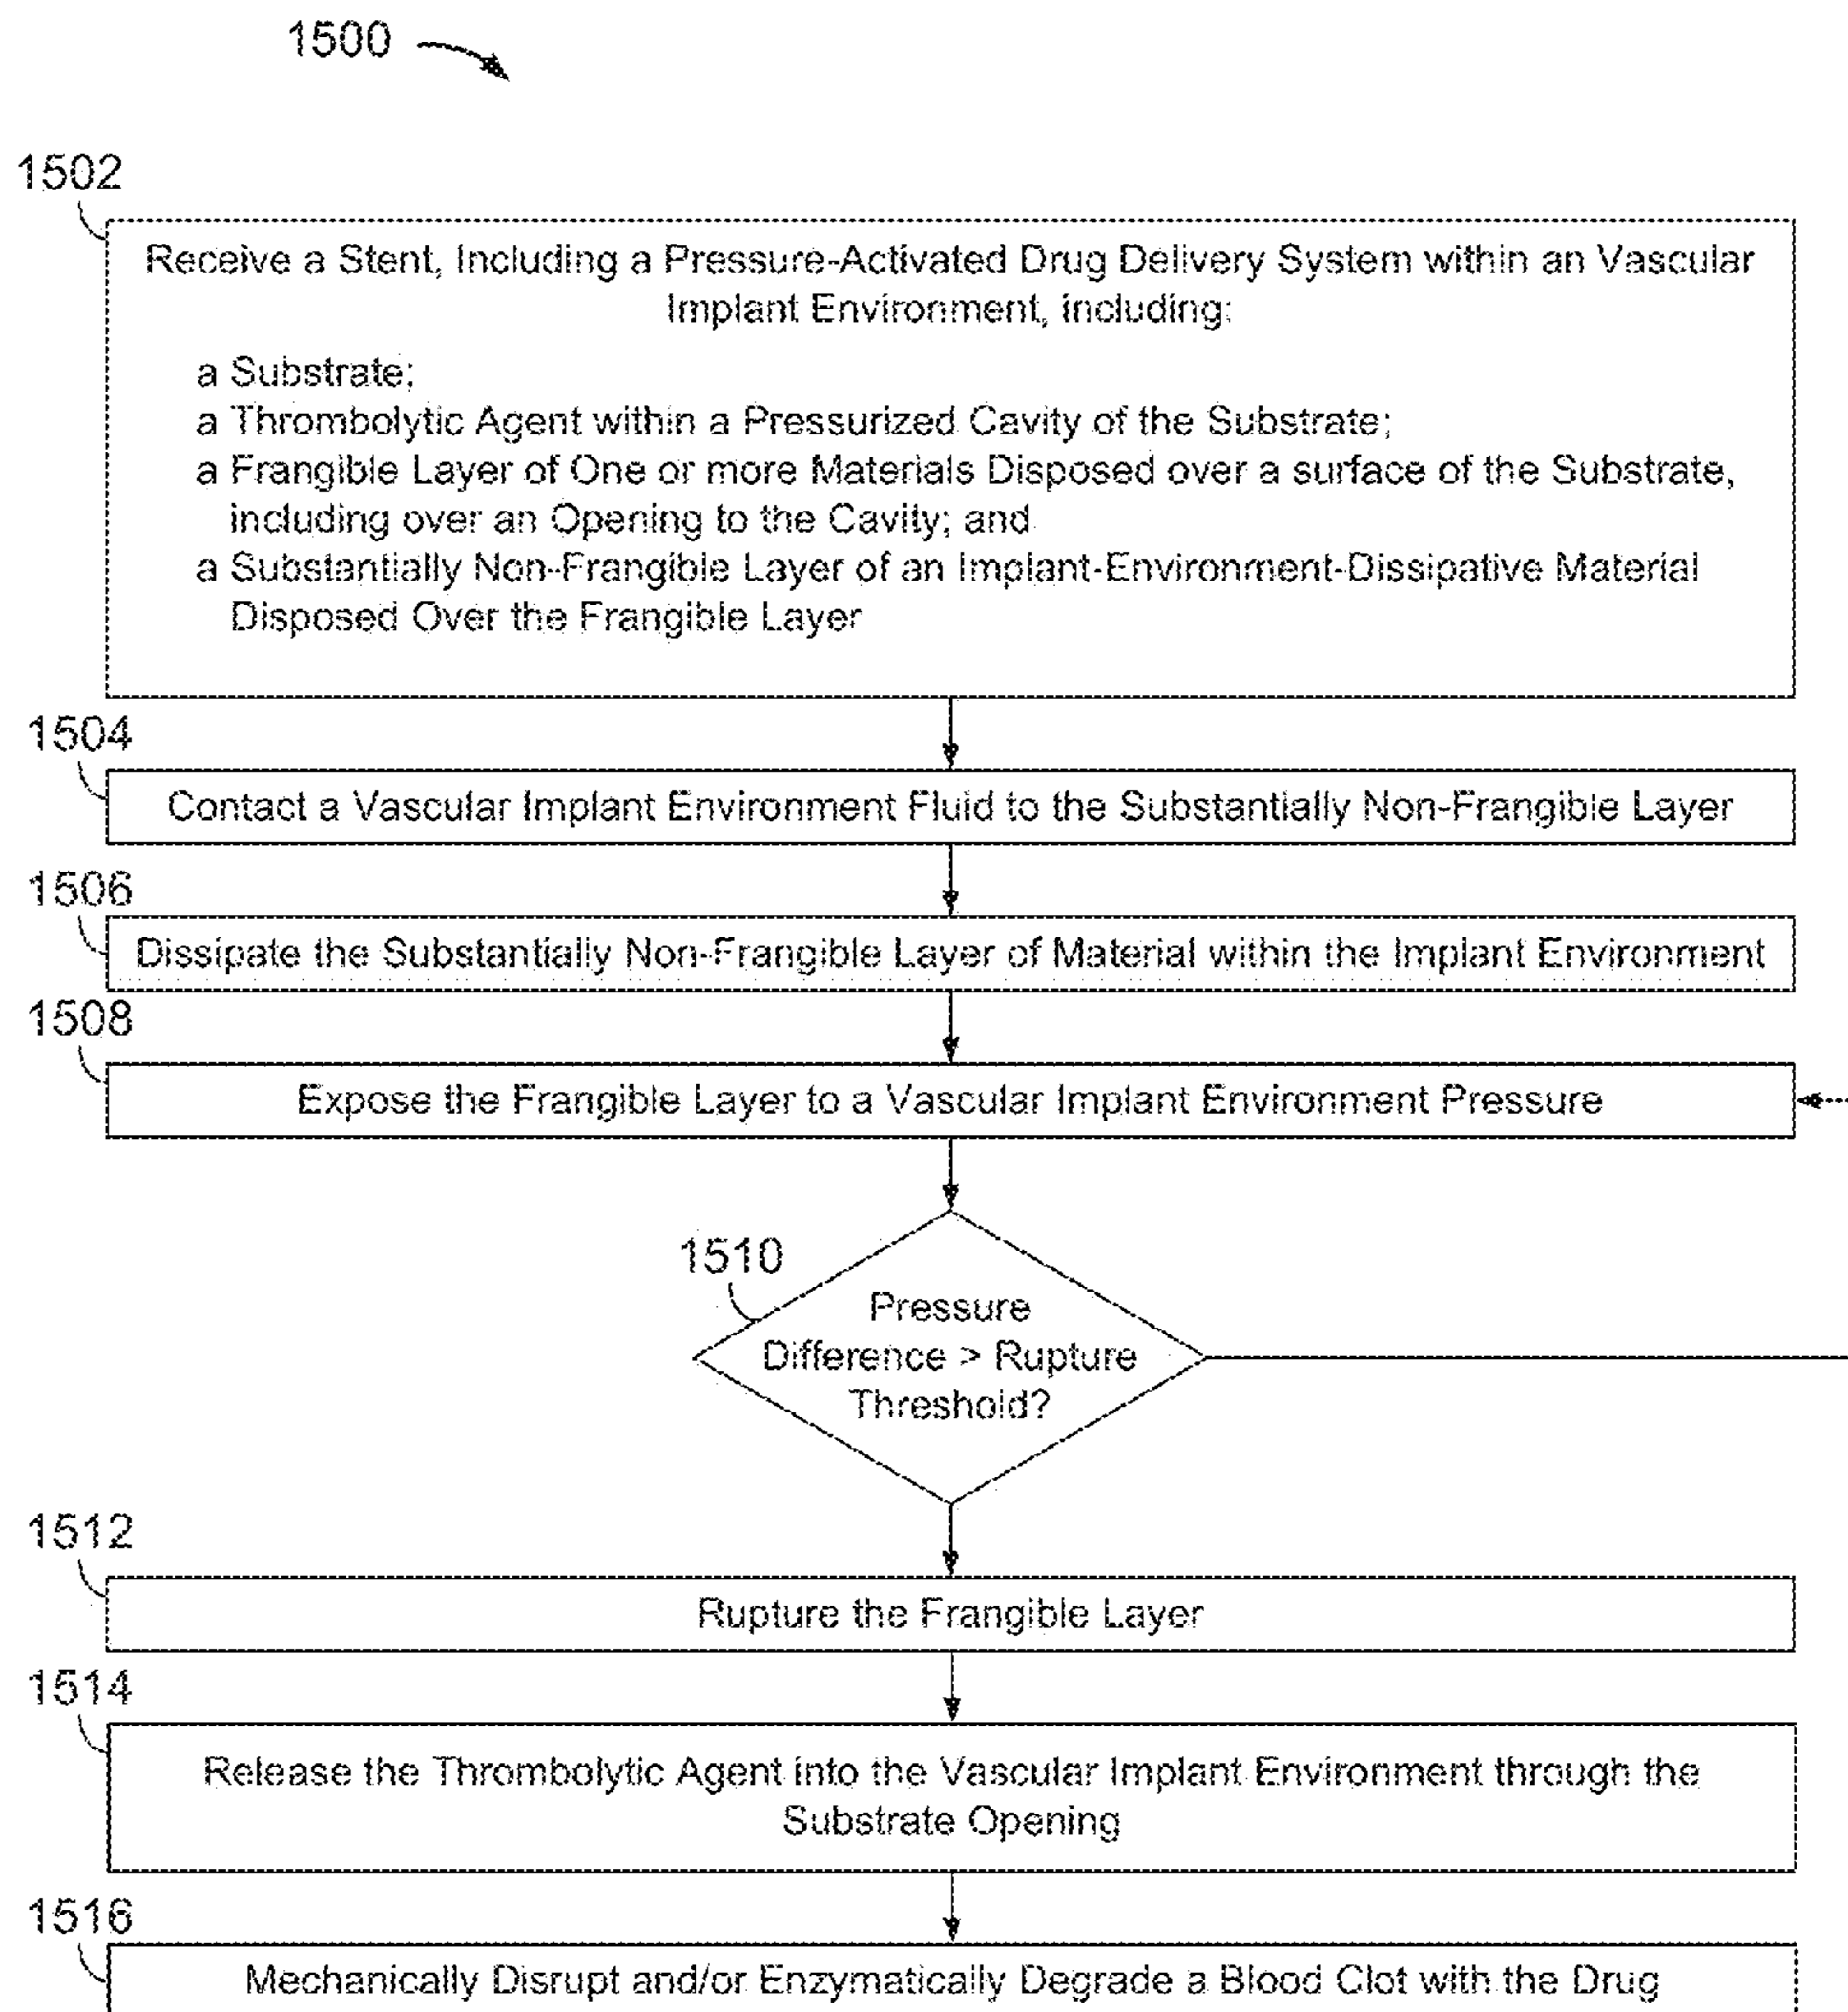 1500
1502
Receive a Stent, Including a Pressure-Activated Drug Delivery System within an Vascular
Implant Environment, including:
a Substrate;
a Thrombolytic Agent within a Pressurized Cavity of the Substrate;
a Frangible Layer of One or more Materials Disposed over a surface of the Substrate,
including over an Opening to the Cavity; and
a Substantially Non-Frangible Layer of an Implant-Environment-Dissipative Material
Disposed Over the Frangible Layer
1504
Contact a Vascular Implant Environment Fluid to the Substantially Non-Frangible Layer
1506
Dissipate the Substantially Non-Frangible Layer of Material within the Implant Environment
1508
Expose the Frangible Layer to a Vascular Implant Environment Pressure
1510
Pressure
Difference > Rupture
Threshold?
1512
Rupture the Frangible Layer
1514
Release the Thrombolytic Agent into the Vascular Implant Environment through the
Substrate Opening
1516
Mechanically Disrupt and/or Enzymatically Degrade a Blood Clot with the Drug